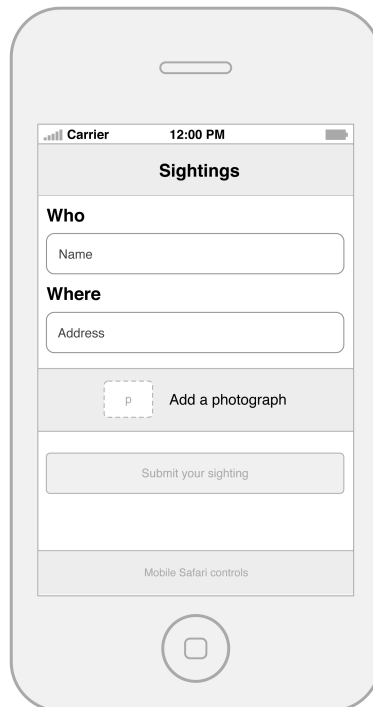 Carrier 12:00 PM
Sightings
Who
Name
Where
Address
p Add a photograph
Submit your sighting
Mobile Safari controls